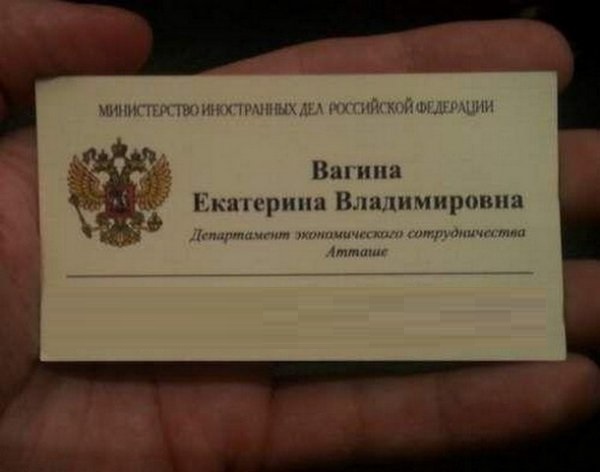 МИНИСТЕРСТВО ИНОСТРАННЫХ ДЕЛ РОССИЙСКОЙ ФЕДЕРАЦИИ
Вагина
Екатерина Владимировна
Департамент экономического сотрудничества
Атташе